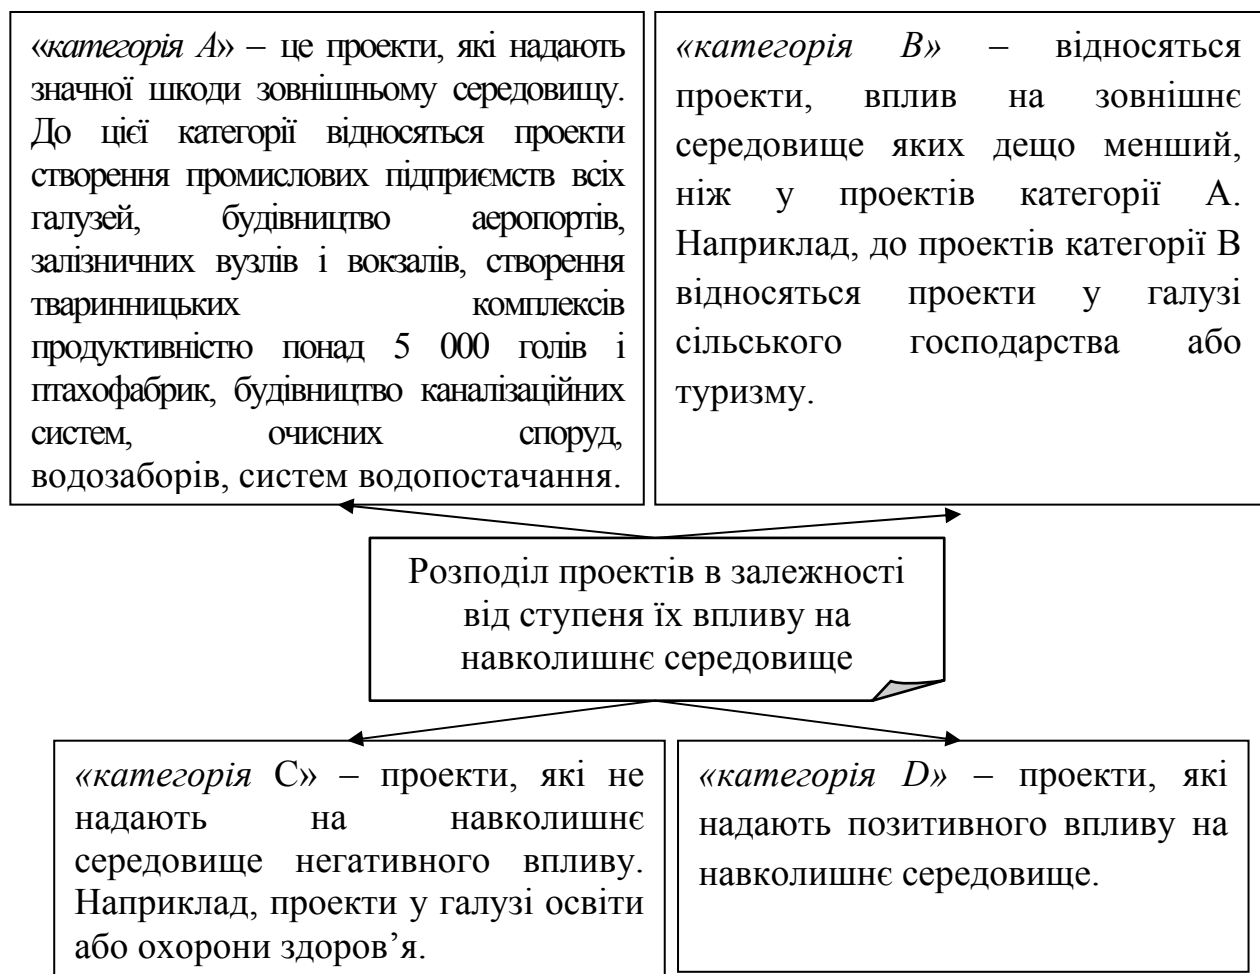 «категорія А» – це проекти, які надають
значної шкоди зовнішньому середовищу.
До цієї категорії відносяться проекти
створення промислових підприємств всіх
галузей, будівництво аеропортів,
залізничних вузлів і вокзалів, створення
тваринницьких комплексів
продуктивністю понад 5 000 голів і
птахофабрик, будівництво каналізаційних
систем, очисних споруд,
водозаборів, систем водопостачання.
«категорія В» – відносяться
проекти, вплив на зовнішнє
середовище яких дещо менший,
ніж у проектів категорії А.
Наприклад, до проектів категорії В
відносяться проекти у галузі
сільського господарства або
туризму.
Розподіл проектів в залежності
від ступеня їх впливу на
навколишнє середовище
«категорія С» – проекти, які не
надають на навколишнє
середовище негативного впливу.
Наприклад, проекти у галузі освіти
або охорони здоров’я.
«категорія D» – проекти, які
надають позитивного впливу на
навколишнє середовище.